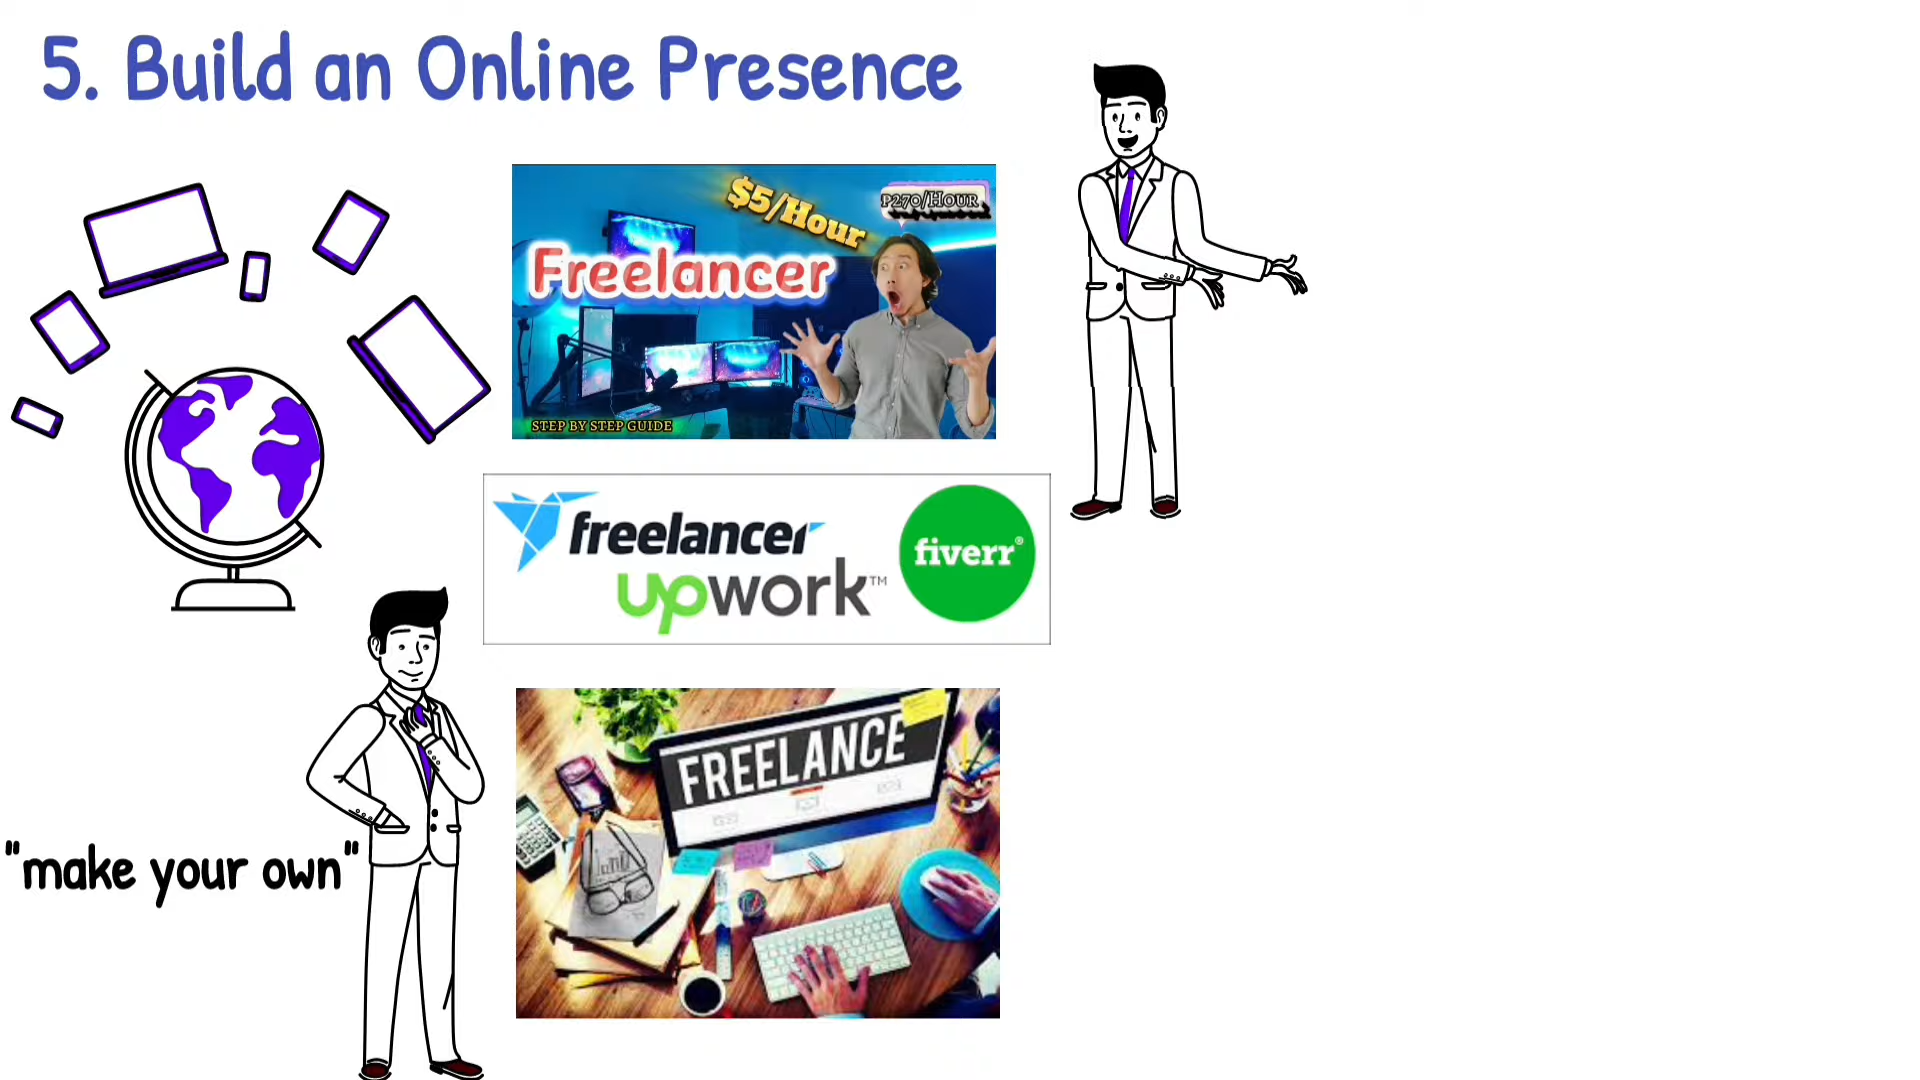 5. Build an Online Presence
$5/Hour
₱270/Hour
Freelancer
STEP BY STEP GUIDE
freelancer
upwork™
fiverr®
FREELANCE
"make your own"